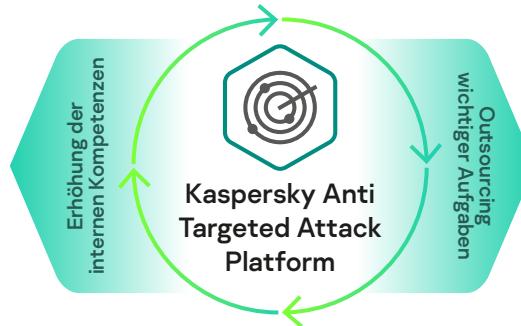 Erhöhung der
internen Kompetenzen
Kaspersky Anti
Targeted Attack
Platform
Outsourcing
wichtiger Aufgaben